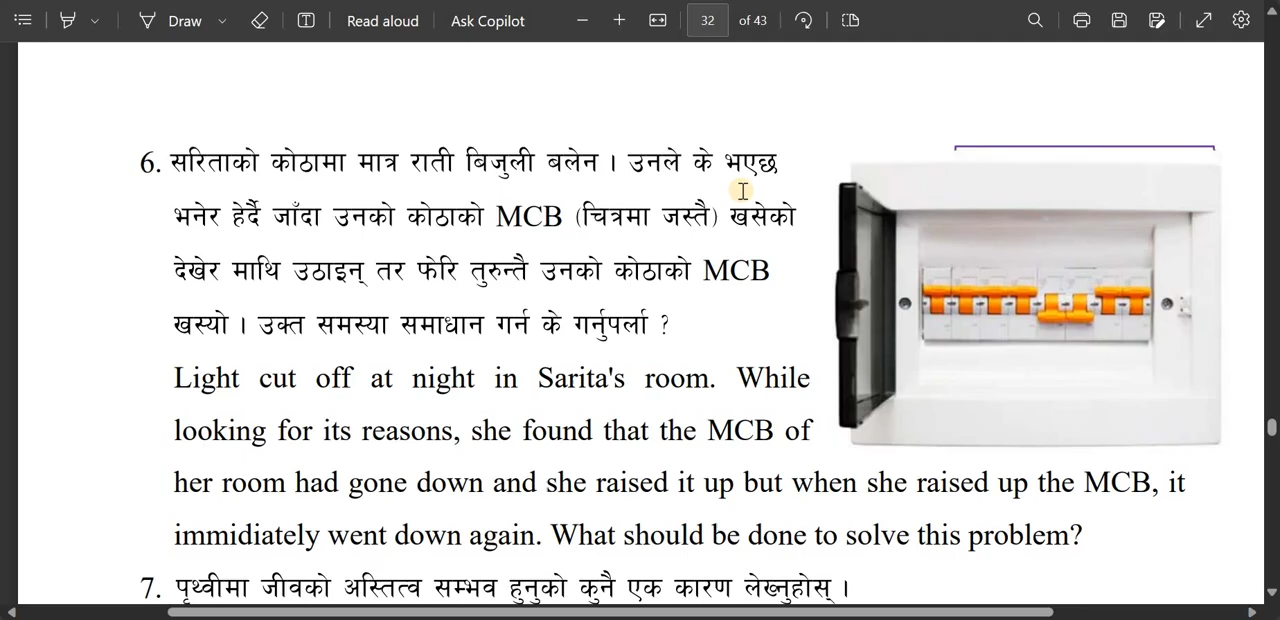 Draw
Read aloud
Ask Copilot
32
of 43
6. सरिताको कोठामा मात्र राती बिजुली बलेन । उनले के भएछ
भनेर हेर्दै जाँदा उनको कोठाको MCB (चित्रमा जस्तै) खसेको
देखेर माथि उठाइन् तर फेरि तुरुन्तै उनको कोठाको MCB
खस्यो । उक्त समस्या समाधान गर्न के गर्नुपर्ला ?
Light cut off at night in Sarita's room. While
looking for its reasons, she found that the MCB of
her room had gone down and she raised it up but when she raised up the MCB, it
immidiately went down again. What should be done to solve this problem?
7. पृथ्वीमा जीवको अस्तित्व सम्भव हुनुको कुनै एक कारण लेख्नुहोस् ।